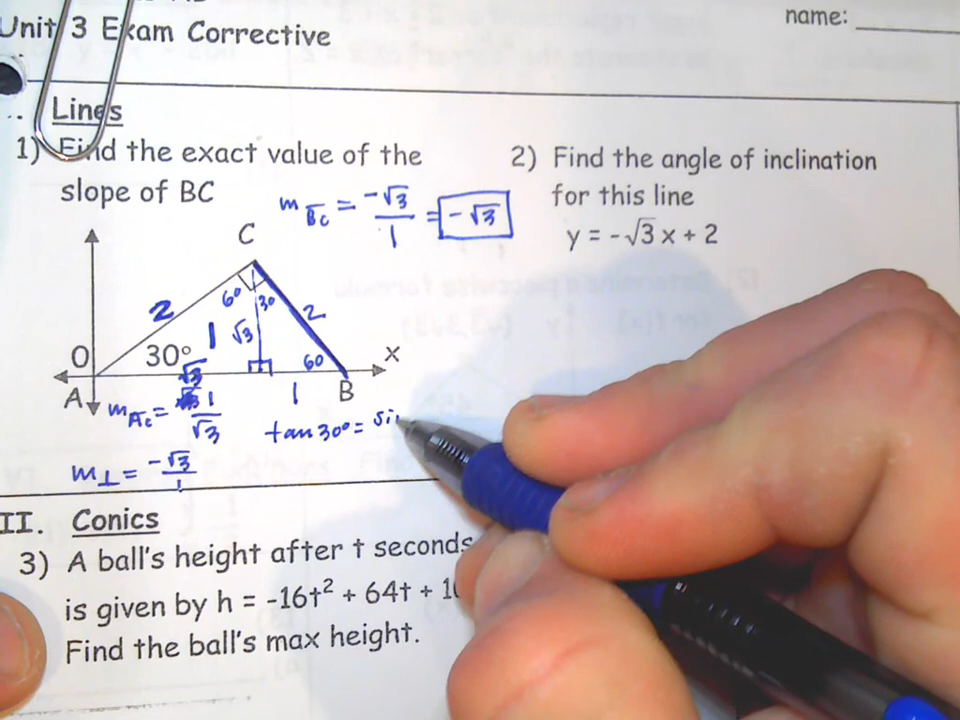 Unit 3 Exam Corrective
name:
Lines
1) Find the exact value of the
slope of BC
m BC = -√3/1 = -√3
C
2
60
30
1
√3
2
O
30°
60
x
√3
A
1
B
m AC = 1/√3
tan 30° = si
m⊥ = -√3/1
2) Find the angle of inclination
for this line
y = -√3 x + 2
II. Conics
3) A ball's height after t seconds
is given by h = -16t² + 64t +
Find the ball's max height.